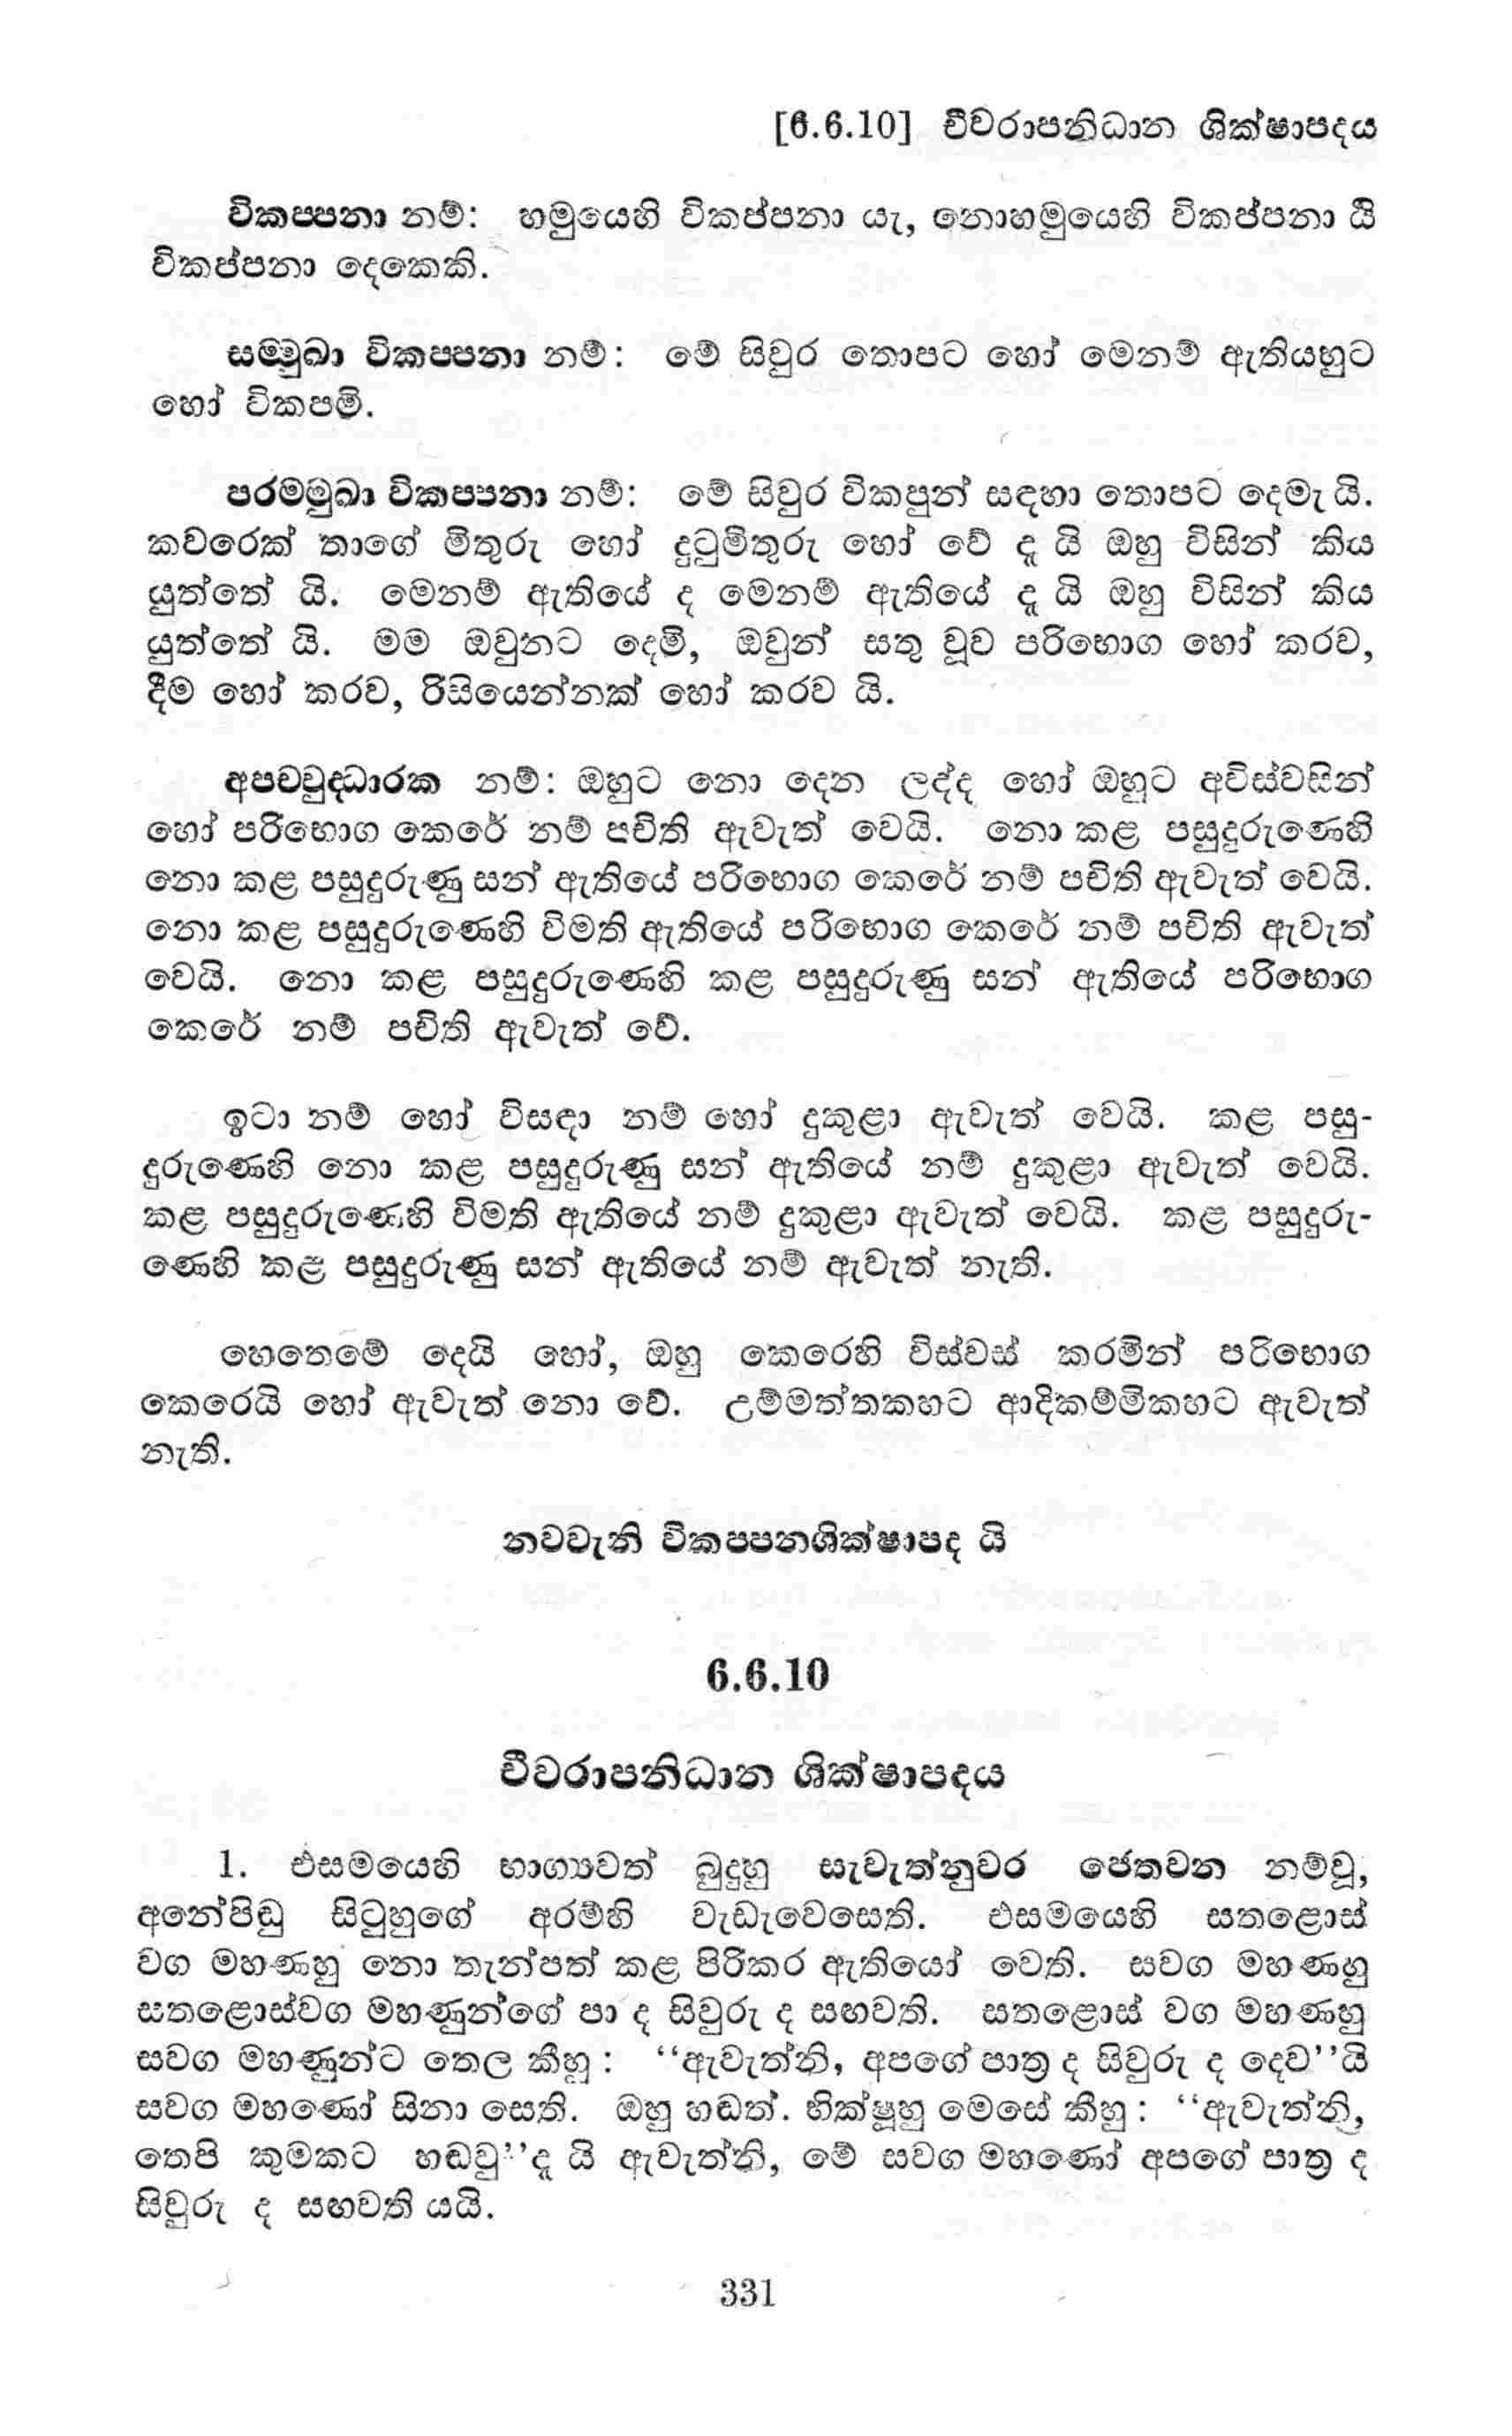 [6.6.10] චීවරාපනිධාන ශික්ෂාපදය
විකප්පනා නම්: හමුයෙහි විකප්පනා යැ, නොහමුයෙහි විකප්පනා යි
විකප්පනා දෙකෙකි.
සම්මුඛා විකප්පනා නම්: මේ සිවුර තොපට හෝ මෙනම් ඇතියහුට
හෝ විකපමි.
පරම්මුඛා විකප්පනා නම්: මේ සිවුර විකපුන් සඳහා තොපට දෙමැ යි.
කවරෙක් තාගේ මිතුරු හෝ දුටුමිතුරු හෝ වේ දැ යි ඔහු විසින් කිය
යුත්තේ යි. මෙනම් ඇතියේ ද මෙනම් ඇතියේ දැ යි ඔහු විසින් කිය
යුත්තේ යි. මම ඔවුනට දෙමි, ඔවුන් සතු වූව පරිභොග හෝ කරව,
දීම හෝ කරව, රිසියෙන්නක් හෝ කරව යි.
අපච්චුද්ධාරක නම්: ඔහුට නො දෙන ලද්ද හෝ ඔහුට අවිස්වසින්
හෝ පරිභොග කෙරේ නම් පචිති ඇවැත් වෙයි. නො කළ පසුදුරුණෙහි
නො කළ පසුදුරුණු සන් ඇතියේ පරිභොග කෙරේ නම් පචිති ඇවැත් වෙයි.
නො කළ පසුදුරුණෙහි විමති ඇතියේ පරිභොග කෙරේ නම් පචිති ඇවැත්
වෙයි. නො කළ පසුදුරුණෙහි කළ පසුදුරුණු සන් ඇතියේ පරිභොග
කෙරේ නම් පචිති ඇවැත් වේ.
ඉටා නම් හෝ විසඳා නම් හෝ දුකුළා ඇවැත් වෙයි. කළ පසු-
දුරුණෙහි නො කළ පසුදුරුණු සන් ඇතියේ නම් දුකුළා ඇවැත් වෙයි.
කළ පසුදුරුණෙහි විමති ඇතියේ නම් දුකුළා ඇවැත් වෙයි. කළ පසුදුරු-
ණෙහි කළ පසුදුරුණු සන් ඇතියේ නම් ඇවැත් නැති.
හෙතෙමේ දෙයි හෝ, ඔහු කෙරෙහි විස්වස් කරමින් පරිභොග
කෙරෙයි හෝ ඇවැත් නො වේ. උම්මත්තකහට ආදිකම්මිකහට ඇවැත්
නැති.
නවවැනි විකප්පනශික්ෂාපද යි
6.6.10
චීවරාපනිධාන ශික්ෂාපදය
1. එසමයෙහි භාග්‍යවත් බුදුහු සැවැත්නුවර ජෙතවන නම්වූ,
අනේපිඬු සිටුහුගේ අරම්හි වැඩැවෙසෙති. එසමයෙහි සතළොස්
වග මහණහු නො තැන්පත් කළ පිරිකර ඇතියෝ වෙති. සවග මහණහු
සතළොස්වග මහණුන්ගේ පා ද සිවුරු ද සඟවති. සතළොස් වග මහණහු
සවග මහණුන්ට තෙල කීහු: “ඇවැත්නි, අපගේ පාත්‍ර ද සිවුරු ද දෙව”යි
සවග මහණෝ සිනා සෙති. ඔහු හඬත්. භික්ෂූහු මෙසේ කීහු: “ඇවැත්නි,
තෙපි කුමකට හඬවු”දැ යි ඇවැත්නි, මේ සවග මහණෝ අපගේ පාත්‍ර ද
සිවුරු ද සඟවති යයි.
331